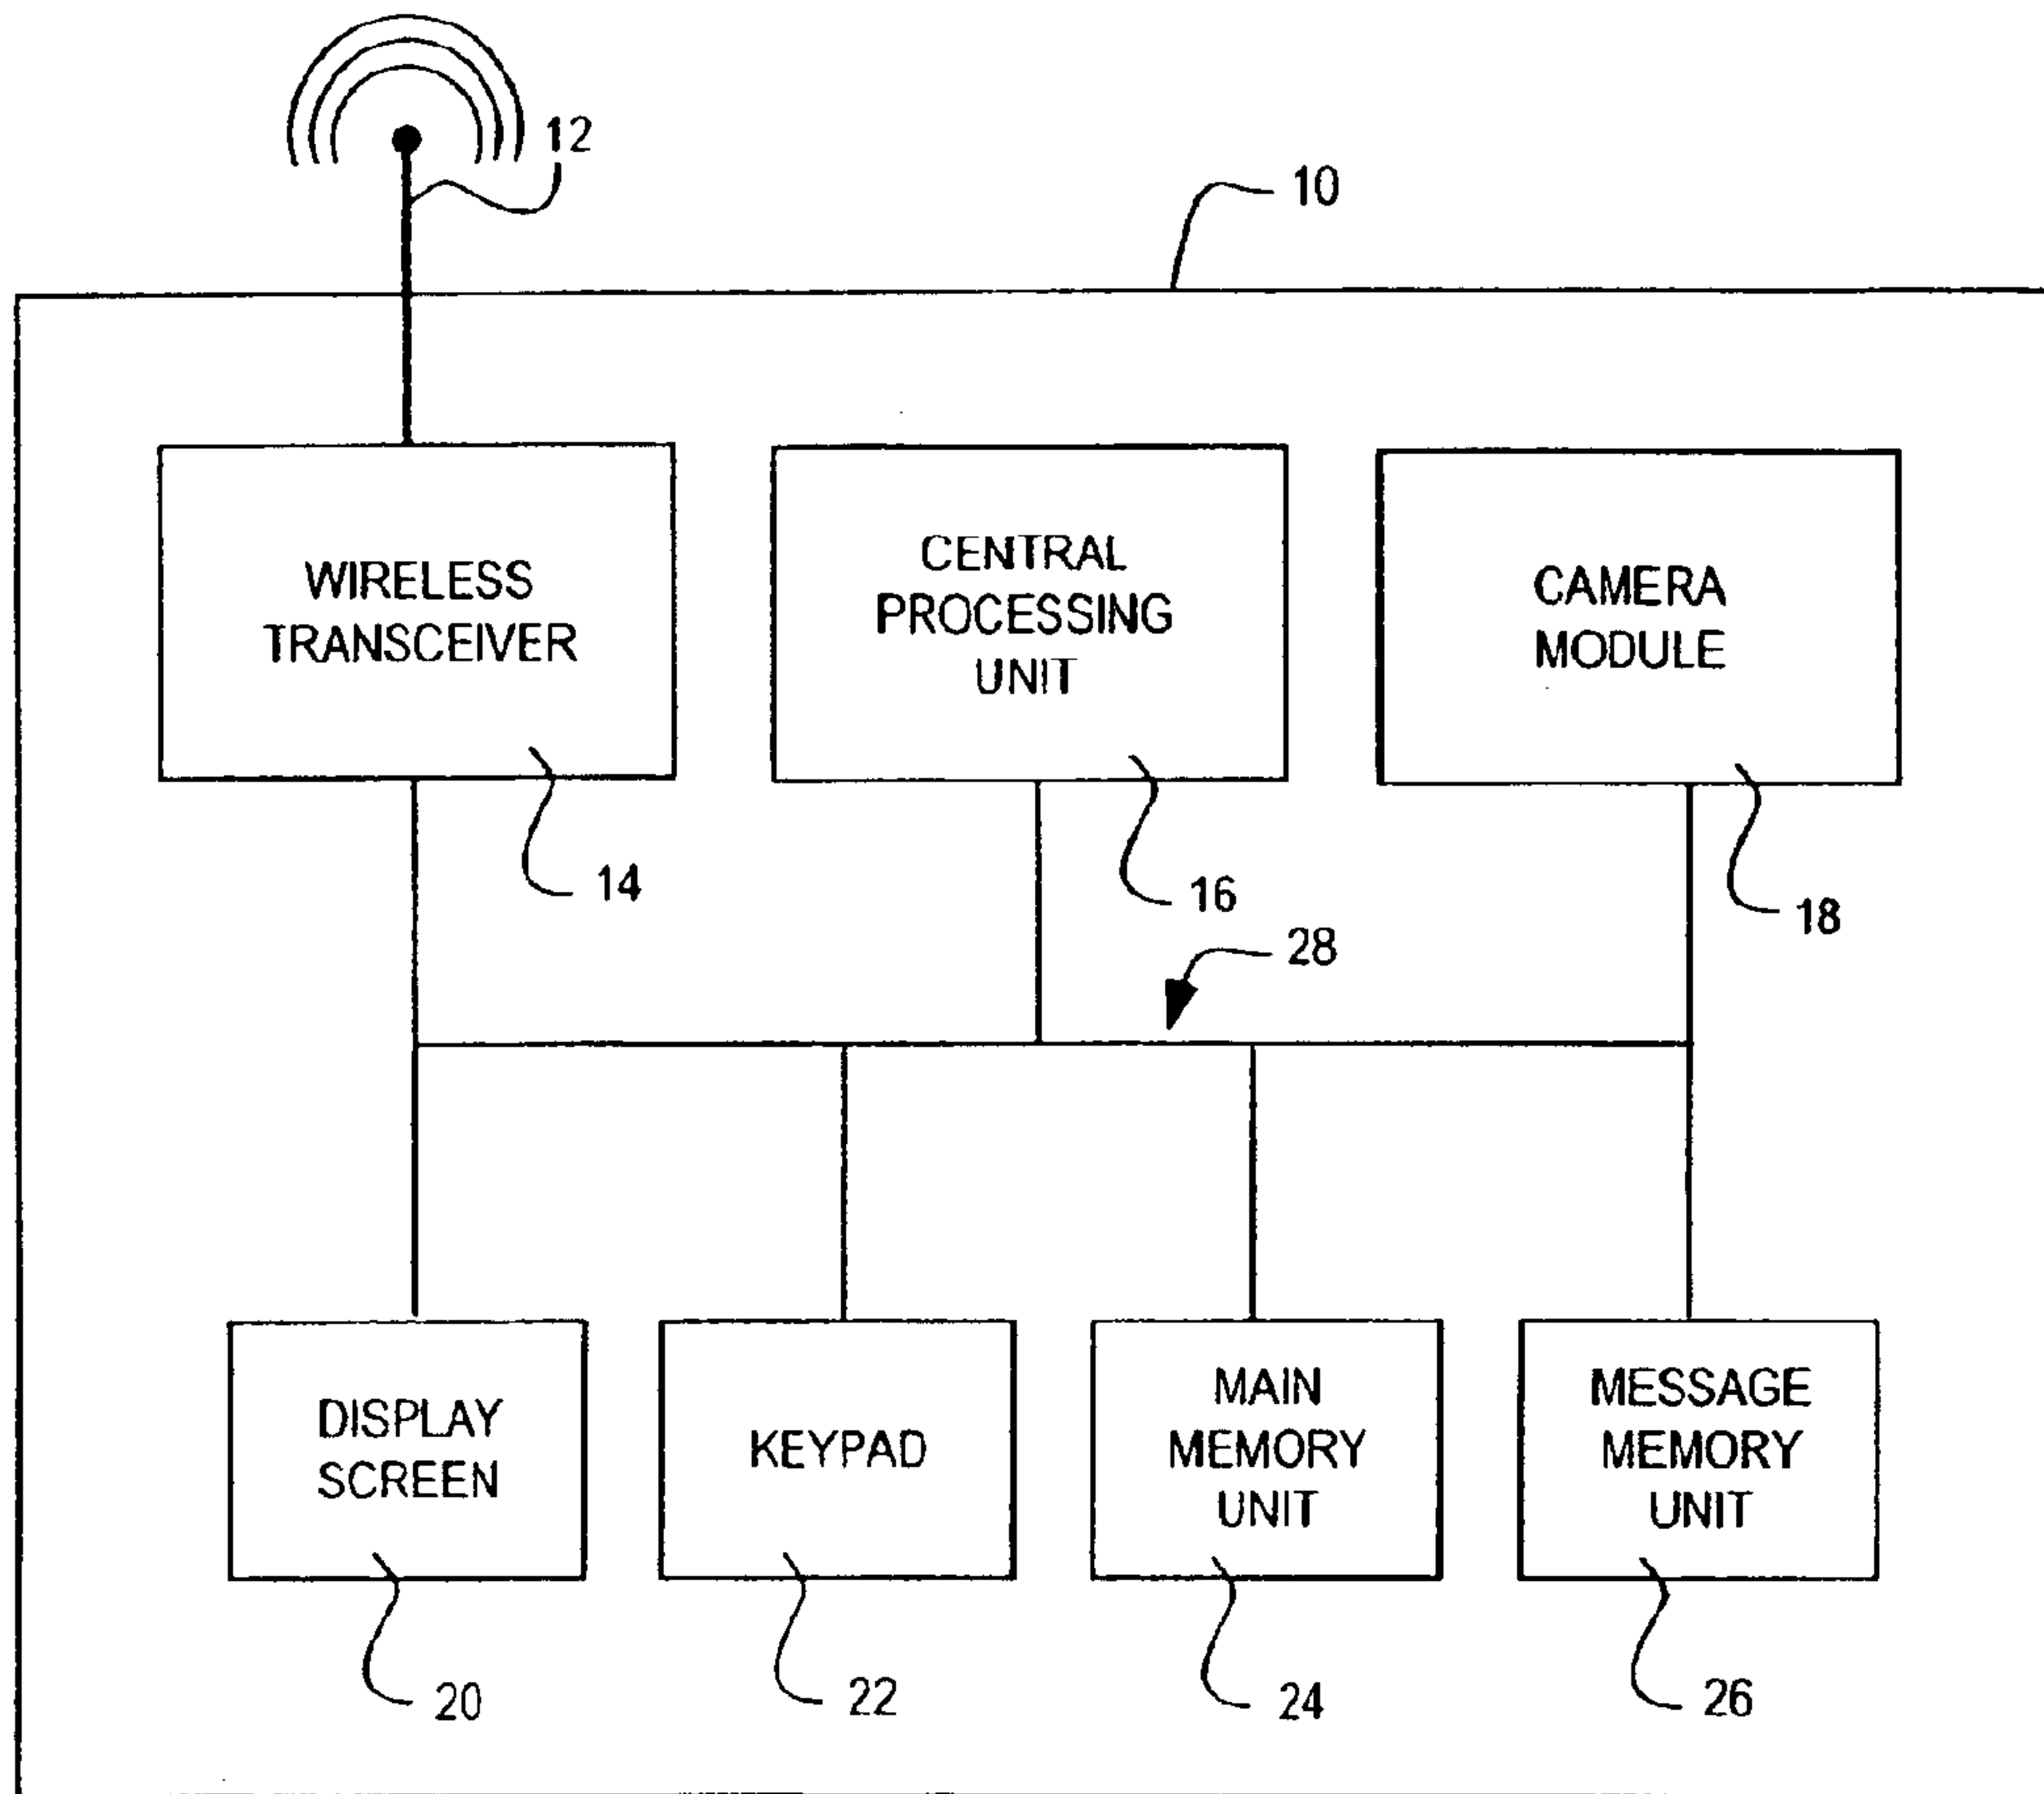 12
10
WIRELESS
TRANSCEIVER
CENTRAL
PROCESSING
UNIT
CAMERA
MODULE
14
16
18
28
DISPLAY
SCREEN
KEYPAD
MAIN
MEMORY
UNIT
MESSAGE
MEMORY
UNIT
20
22
24
26